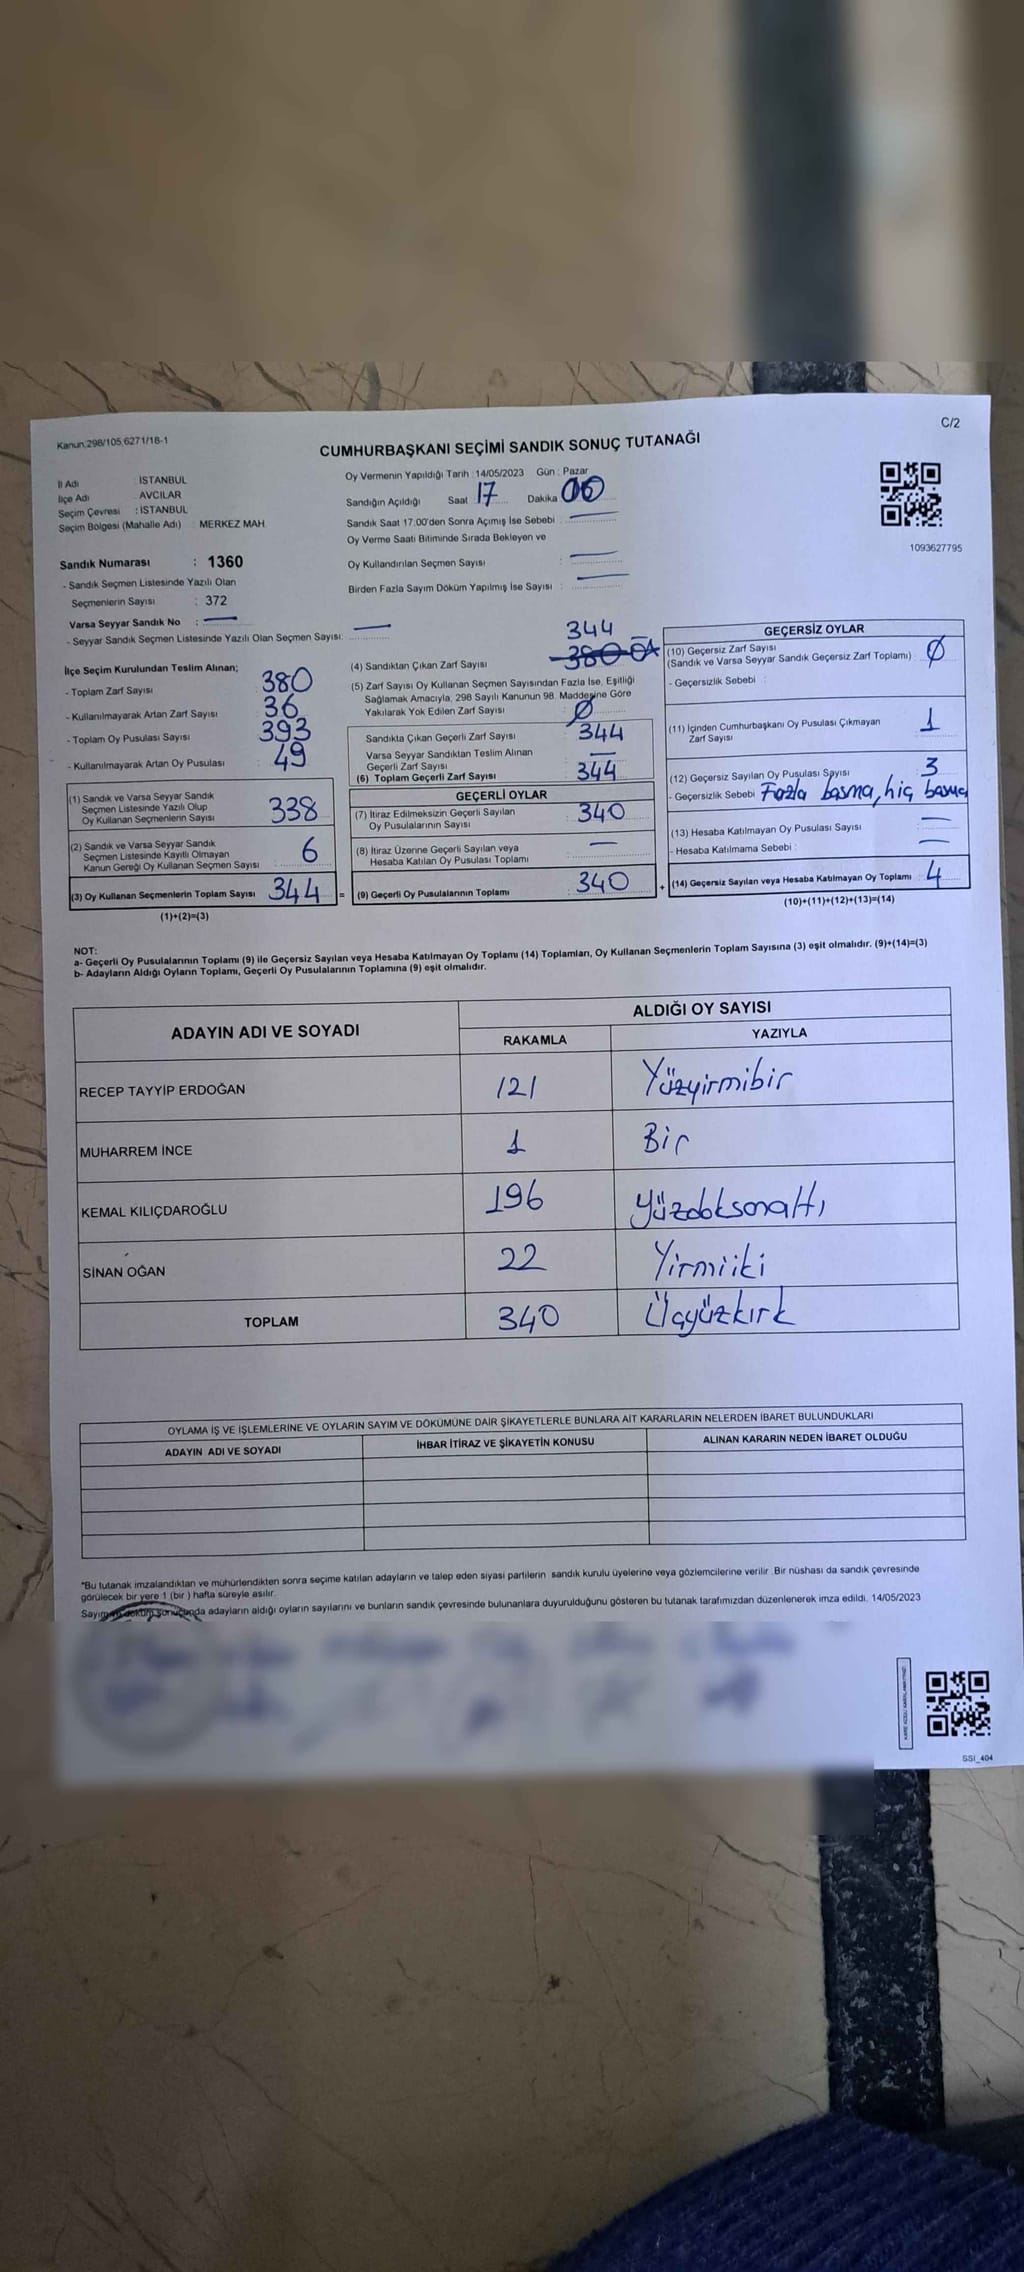 C/2
Kanun;298/105,6271/18-1
CUMHURBAŞKANI SEÇİMİ SANDIK SONUÇ TUTANAĞI
İl Adı : İSTANBUL
İlçe Adı : AVCILAR
Seçim Çevresi : İSTANBUL
Seçim Bölgesi (Mahalle Adı) MERKEZ MAH.
Oy Vermenin Yapıldığı Tarih : 14/05/2023 Gün : Pazar
Sandığın Açıldığı Saat 17 Dakika 00
Sandık Saat 17:00'den Sonra Açımış İse Sebebi : —
Oy Verme Saati Bitiminde Sırada Bekleyen ve
Oy Kullandırılan Seçmen Sayısı : —
Birden Fazla Sayım Döküm Yapılmış İse Sayısı : —
1093627795
Sandık Numarası : 1360
- Sandık Seçmen Listesinde Yazılı Olan
Seçmenlerin Sayısı : 372
Varsa Seyyar Sandık No : —
- Seyyar Sandık Seçmen Listesinde Yazılı Olan Seçmen Sayısı: —
İlçe Seçim Kurulundan Teslim Alınan;
- Toplam Zarf Sayısı 380
- Kullanılmayarak Artan Zarf Sayısı 36
- Toplam Oy Pusulası Sayısı 393
- Kullanılmayarak Artan Oy Pusulası 49
(1) Sandık ve Varsa Seyyar Sandık
Seçmen Listesinde Yazılı Olup
Oy Kullanan Seçmenlerin Sayısı 338
(2) Sandık ve Varsa Seyyar Sandık
Seçmen Listesinde Kayıtlı Olmayan
Kanun Gereği Oy Kullanan Seçmen Sayısı 6
(3) Oy Kullanan Seçmenlerin Toplam Sayısı 344 =
(1)+(2)=(3)
344
(4) Sandıktan Çıkan Zarf Sayısı 380
(5) Zarf Sayısı Oy Kullanan Seçmen Sayısından Fazla İse, Eşitliği
Sağlamak Amacıyla, 298 Sayılı Kanunun 98. Maddesine Göre
Yakılarak Yok Edilen Zarf Sayısı Ø
Sandıkta Çıkan Geçerli Zarf Sayısı 344
Varsa Seyyar Sandıktan Teslim Alınan
Geçerli Zarf Sayısı —
(6) Toplam Geçerli Zarf Sayısı 344
GEÇERLİ OYLAR
(7) İtiraz Edilmeksizin Geçerli Sayılan
Oy Pusulalarının Sayısı : 340
(8) İtiraz Üzerine Geçerli Sayılan veya
Hesaba Katılan Oy Pusulası Toplamı : —
(9) Geçerli Oy Pusulalarının Toplamı : 340 +
GEÇERSİZ OYLAR
(10) Geçersiz Zarf Sayısı
(Sandık ve Varsa Seyyar Sandık Geçersiz Zarf Toplamı) : Ø
- Geçersizlik Sebebi :
(11) İçinden Cumhurbaşkanı Oy Pusulası Çıkmayan
Zarf Sayısı 1
(12) Geçersiz Sayılan Oy Pusulası Sayısı 3
- Geçersizlik Sebebi Fazla basma, hiç basma
(13) Hesaba Katılmayan Oy Pusulası Sayısı : —
- Hesaba Katılmama Sebebi : —
(14) Geçersiz Sayılan veya Hesaba Katılmayan Oy Toplamı : 4
(10)+(11)+(12)+(13)=(14)
NOT:
a- Geçerli Oy Pusulalarının Toplamı (9) ile Geçersiz Sayılan veya Hesaba Katılmayan Oy Toplamı (14) Toplamları, Oy Kullanan Seçmenlerin Toplam Sayısına (3) eşit olmalıdır. (9)+(14)=(3)
b- Adayların Aldığı Oyların Toplamı, Geçerli Oy Pusulalarının Toplamına (9) eşit olmalıdır.
ADAYIN ADI VE SOYADI ALDIĞI OY SAYISI
RAKAMLA YAZIYLA
RECEP TAYYİP ERDOĞAN 121 Yüzyirmibir
MUHARREM İNCE 1 Bir
KEMAL KILIÇDAROĞLU 196 yüzdoksanaltı
SİNAN OĞAN 22 Yirmiiki
TOPLAM 340 Üçyüzkırk
OYLAMA İŞ VE İŞLEMLERİNE VE OYLARIN SAYIM VE DÖKÜMÜNE DAİR ŞİKAYETLERLE BUNLARA AİT KARARLARIN NELERDEN İBARET BULUNDUKLARI
ADAYIN ADI VE SOYADI İHBAR İTİRAZ VE ŞİKAYETİN KONUSU ALINAN KARARIN NEDEN İBARET OLDUĞU
*Bu tutanak imzalandıktan ve mühürlendikten sonra seçime katılan adayların ve talep eden siyasi partilerin sandık kurulu üyelerine veya gözlemcilerine verilir. Bir nüshası da sandık çevresinde
görülecek bir yere 1 (bir ) hafta süreyle asılır.
Sayım ve döküm sonucunda adayların aldığı oyların sayılarını ve bunların sandık çevresinde bulunanlara duyurulduğunu gösteren bu tutanak tarafımızdan düzenlenerek imza edildi. 14/05/2023
SSI_404